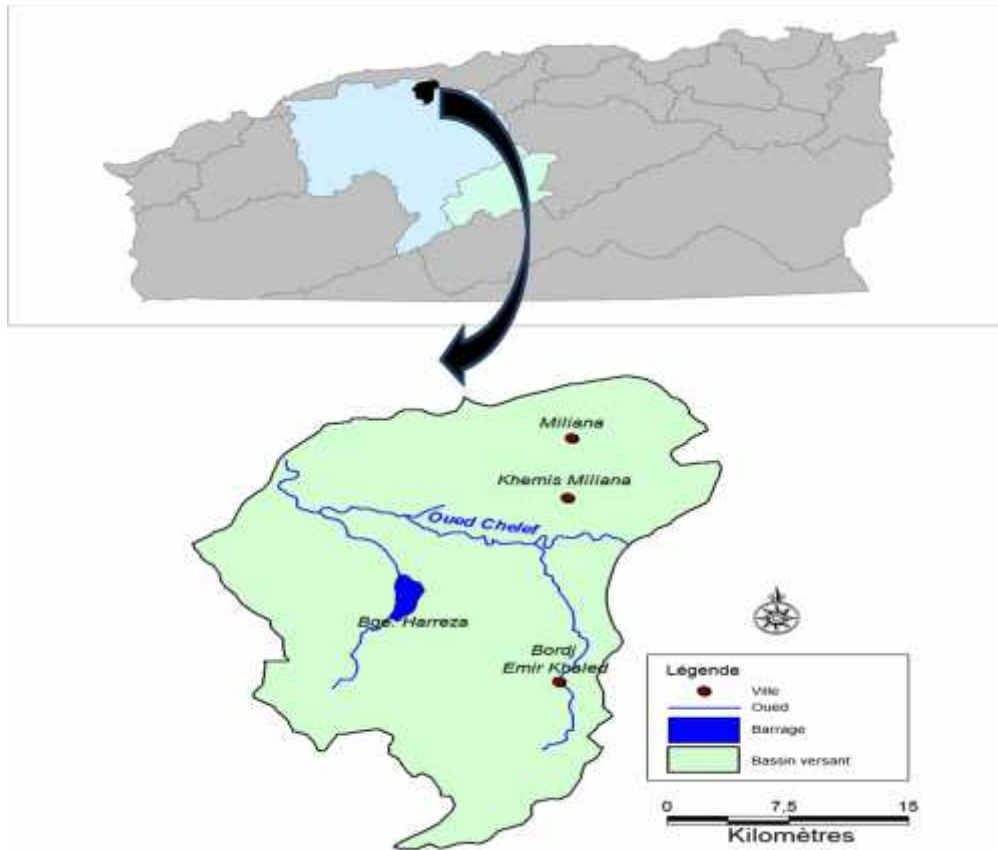 Miliana
Khemis Miliana
Oued Chelef
Bge. Harreza
Bordj
Emir Khaled
Légende
Ville
Oued
Barrage
Bassin versant
0 7,5 15
Kilomètres